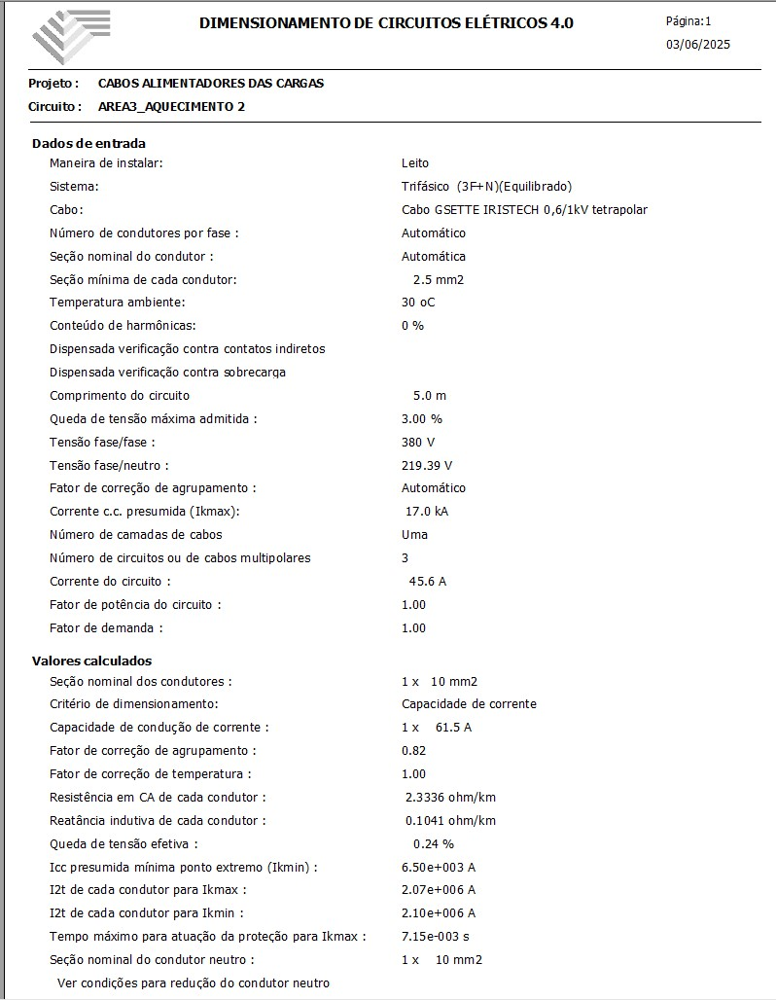 DIMENSIONAMENTO DE CIRCUITOS ELÉTRICOS 4.0
Página:1
03/06/2025
Projeto : CABOS ALIMENTADORES DAS CARGAS
Circuito : AREA3_AQUECIMENTO 2
Dados de entrada
Maneira de instalar: Leito
Sistema: Trifásico (3F+N)(Equilibrado)
Cabo: Cabo GSETTE IRISTECH 0,6/1kV tetrapolar
Número de condutores por fase : Automático
Seção nominal do condutor : Automática
Seção mínima de cada condutor: 2.5 mm2
Temperatura ambiente: 30 oC
Conteúdo de harmônicas: 0 %
Dispensada verificação contra contatos indiretos
Dispensada verificação contra sobrecarga
Comprimento do circuito 5.0 m
Queda de tensão máxima admitida : 3.00 %
Tensão fase/fase : 380 V
Tensão fase/neutro : 219.39 V
Fator de correção de agrupamento : Automático
Corrente c.c. presumida (Ikmax): 17.0 kA
Número de camadas de cabos Uma
Número de circuitos ou de cabos multipolares 3
Corrente do circuito : 45.6 A
Fator de potência do circuito : 1.00
Fator de demanda : 1.00
Valores calculados
Seção nominal dos condutores : 1 x 10 mm2
Critério de dimensionamento: Capacidade de corrente
Capacidade de condução de corrente : 1 x 61.5 A
Fator de correção de agrupamento : 0.82
Fator de correção de temperatura : 1.00
Resistência em CA de cada condutor : 2.3336 ohm/km
Reatância indutiva de cada condutor : 0.1041 ohm/km
Queda de tensão efetiva : 0.24 %
Icc presumida mínima ponto extremo (Ikmin) : 6.50e+003 A
I2t de cada condutor para Ikmax : 2.07e+006 A
I2t de cada condutor para Ikmin : 2.10e+006 A
Tempo máximo para atuação da proteção para Ikmax : 7.15e-003 s
Seção nominal do condutor neutro : 1 x 10 mm2
Ver condições para redução do condutor neutro